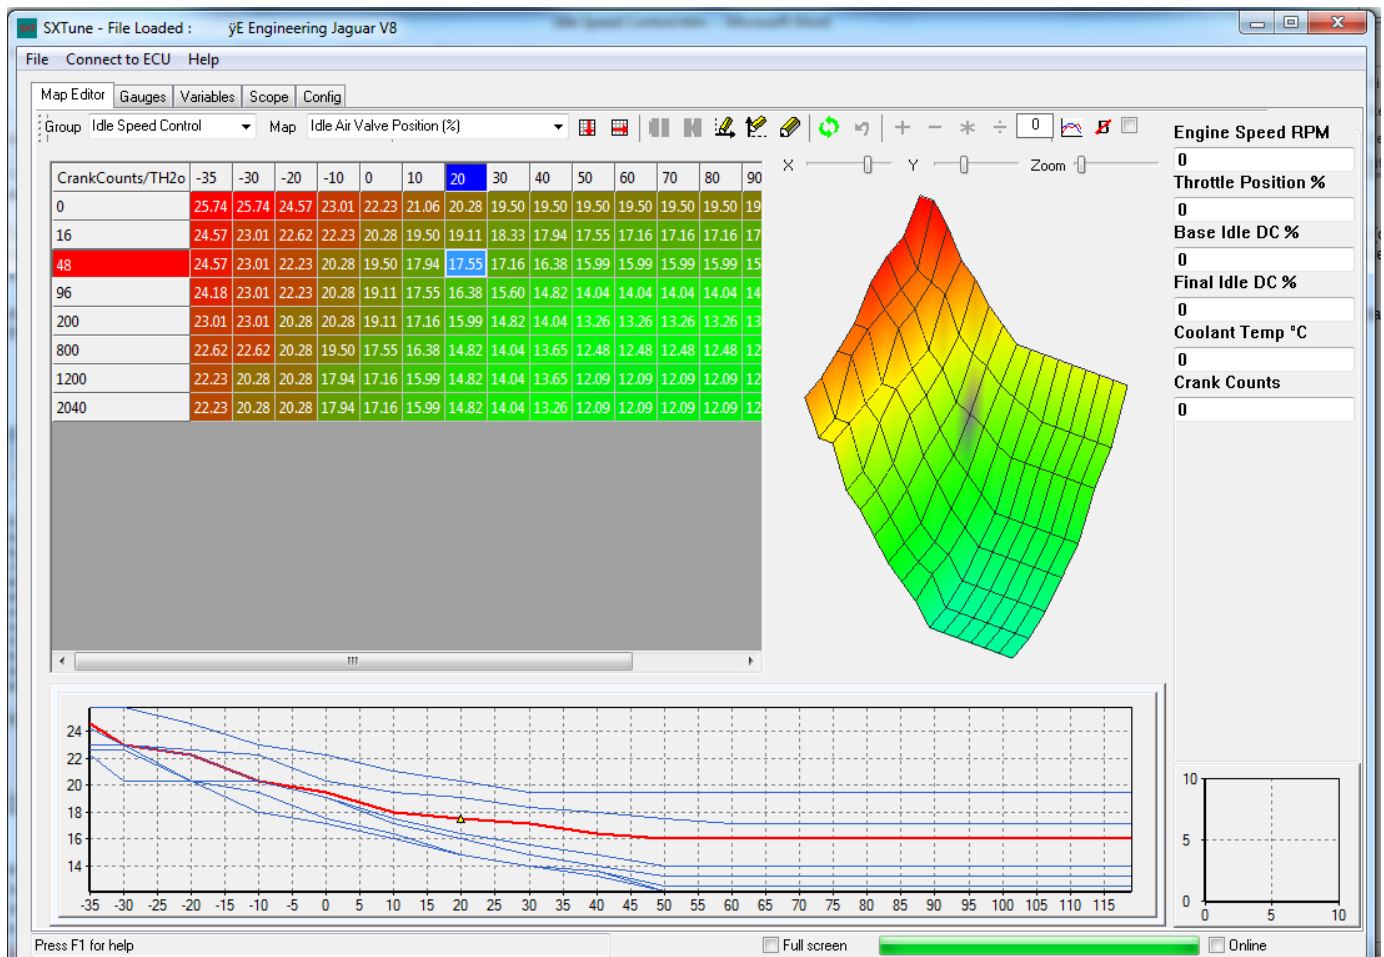 SXTune - File Loaded :     ÿE Engineering Jaguar V8
File Connect to ECU Help
Map Editor Gauges Variables Scope Config
Group Idle Speed Control Map Idle Air Valve Position (%) 0
X Y Zoom
CrankCounts/TH2o -35 -30 -20 -10 0 10 20 30 40 50 60 70 80 90
0 25.74 25.74 24.57 23.01 22.23 21.06 20.28 19.50 19.50 19.50 19.50 19.50 19.50 19
16 24.57 23.01 22.62 22.23 20.28 19.50 19.11 18.33 17.94 17.55 17.16 17.16 17.16 17
48 24.57 23.01 22.23 20.28 19.50 17.94 17.55 17.16 16.38 15.99 15.99 15.99 15.99 15
96 24.18 23.01 22.23 20.28 19.11 17.55 16.38 15.60 14.82 14.04 14.04 14.04 14.04 14
200 23.01 23.01 20.28 20.28 19.11 17.16 15.99 14.82 14.04 13.26 13.26 13.26 13.26 13
800 22.62 22.62 20.28 19.50 17.55 16.38 14.82 14.04 13.65 12.48 12.48 12.48 12.48 12
1200 22.23 20.28 20.28 17.94 17.16 15.99 14.82 14.04 13.65 12.09 12.09 12.09 12.09 12
2040 22.23 20.28 20.28 17.94 17.16 15.99 14.82 14.04 13.26 12.09 12.09 12.09 12.09 12
Engine Speed RPM
0
Throttle Position %
0
Base Idle DC %
0
Final Idle DC %
0
Coolant Temp °C
0
Crank Counts
0
24
22
20
18
16
14
-35 -30 -25 -20 -15 -10 -5 0 5 10 15 20 25 30 35 40 45 50 55 60 65 70 75 80 85 90 95 100 105 110 115
10
5
0
0 5 10
Press F1 for help Full screen Online